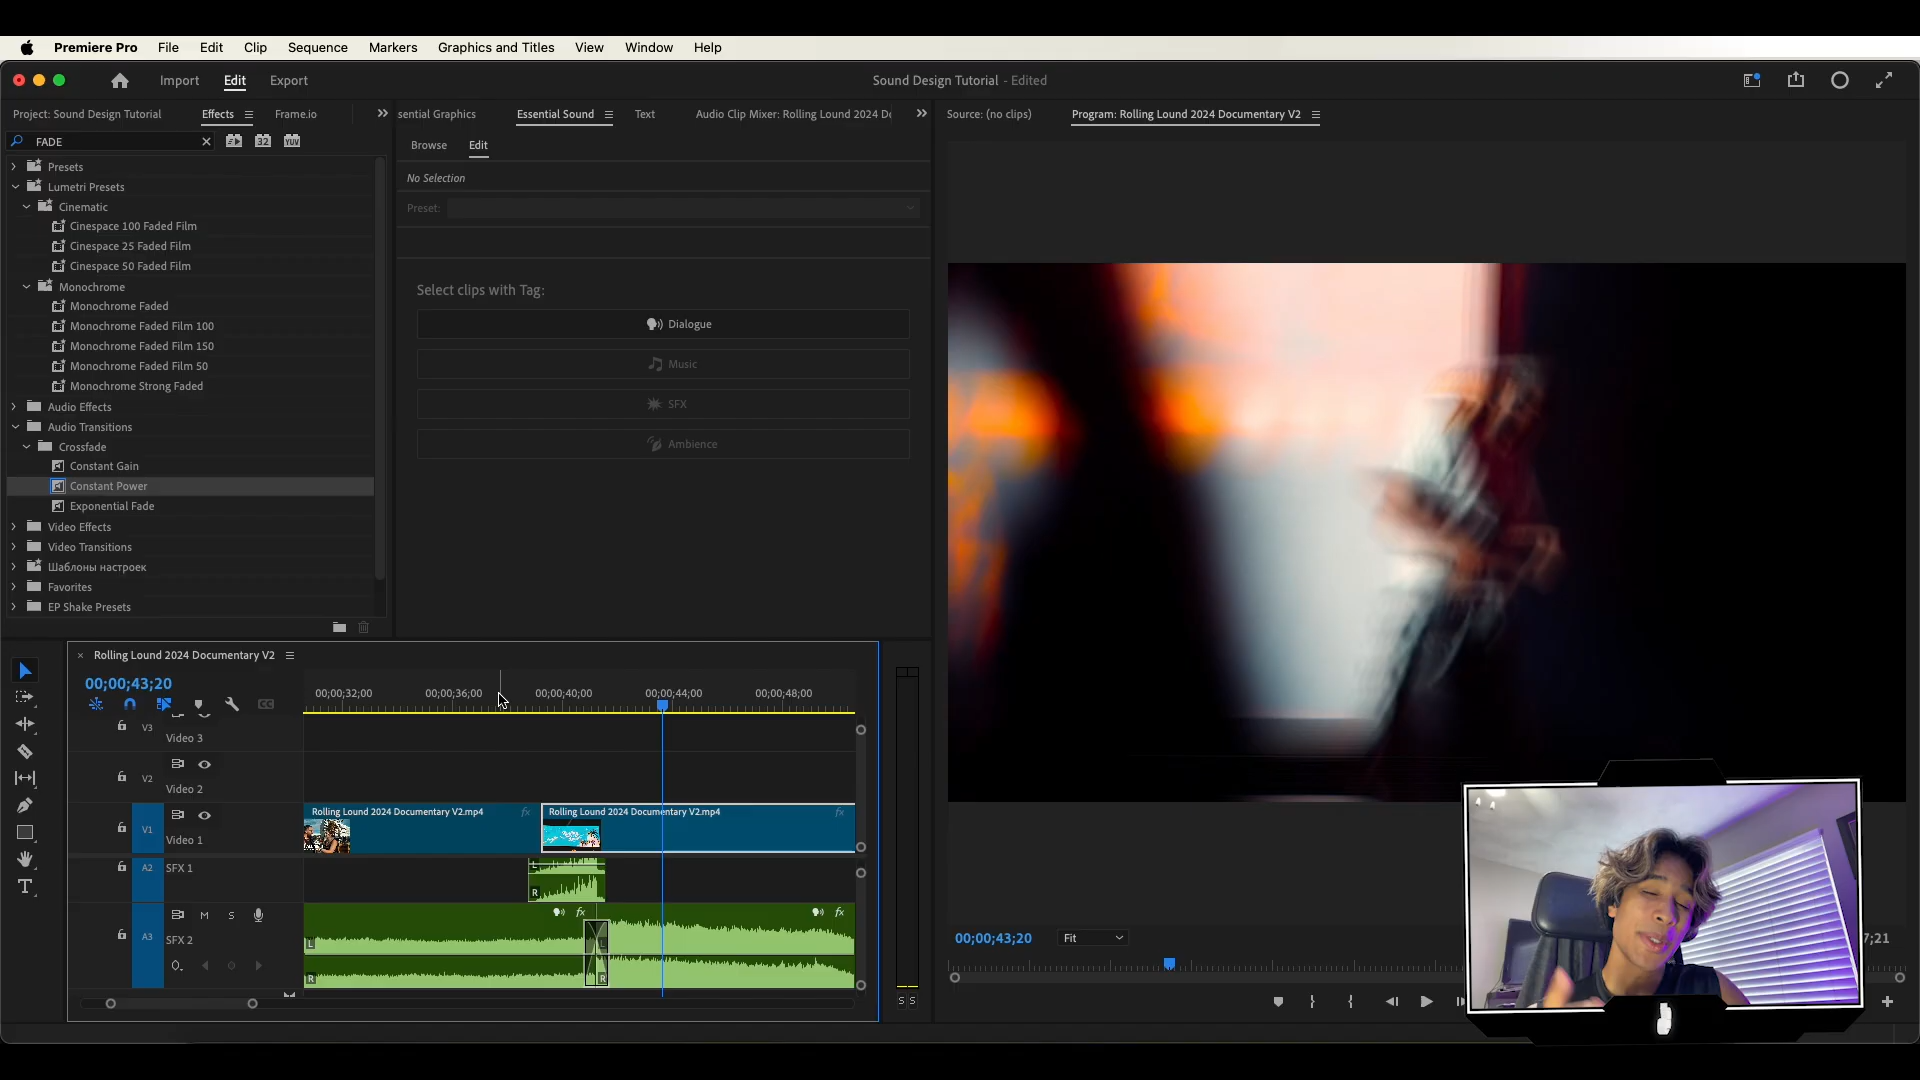 Premiere Pro File Edit Clip Sequence Markers Graphics and Titles View Window Help
Import Edit Export Sound Design Tutorial - Edited
Project: Sound Design Tutorial Effects Frame.io
sential Graphics Essential Sound Text Audio Clip Mixer: Rolling Lound 2024 Do
Source: (no clips) Program: Rolling Lound 2024 Documentary V2
FADE 32 YUV
Browse Edit
No Selection
Preset:
Presets
Lumetri Presets
Cinematic
Cinespace 100 Faded Film
Cinespace 25 Faded Film
Cinespace 50 Faded Film
Monochrome
Monochrome Faded
Monochrome Faded Film 100
Monochrome Faded Film 150
Monochrome Faded Film 50
Monochrome Strong Faded
Audio Effects
Audio Transitions
Crossfade
Constant Gain
Constant Power
Exponential Fade
Video Effects
Video Transitions
Шаблоны настроек
Favorites
EP Shake Presets
Select clips with Tag:
Dialogue
Music
SFX
Ambience
Rolling Lound 2024 Documentary V2
00;00;43;20
00;00;32;00 00;00;36;00 00;00;40;00 00;00;44;00 00;00;48;00
V3 Video 3
V2 Video 2
V1 Video 1
Rolling Lound 2024 Documentary V2.mp4 fx Rolling Lound 2024 Documentary V2.mp4 fx
A2 SFX 1
L
R
A3 M S SFX 2
fx fx
L L
R R
S S
00;00;43;20 Fit 7;21